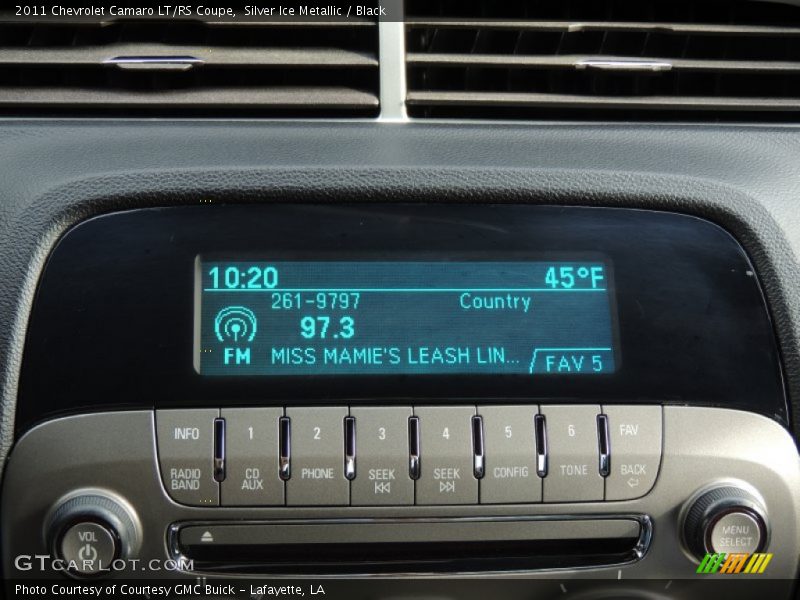 2011 Chevrolet Camaro LT/RS Coupe,  Silver Ice Metallic / Black
10:20 45°F
261-9797 Country
97.3
FM MISS MAMIE'S LEASH LIN... FAV 5
INFO 1 2 3 4 5 6 FAV
RADIO BAND CD AUX PHONE SEEK SEEK CONFIG TONE BACK
VOL
MENU SELECT
GTCARLOT.COM
Photo Courtesy of Courtesy GMC Buick - Lafayette, LA